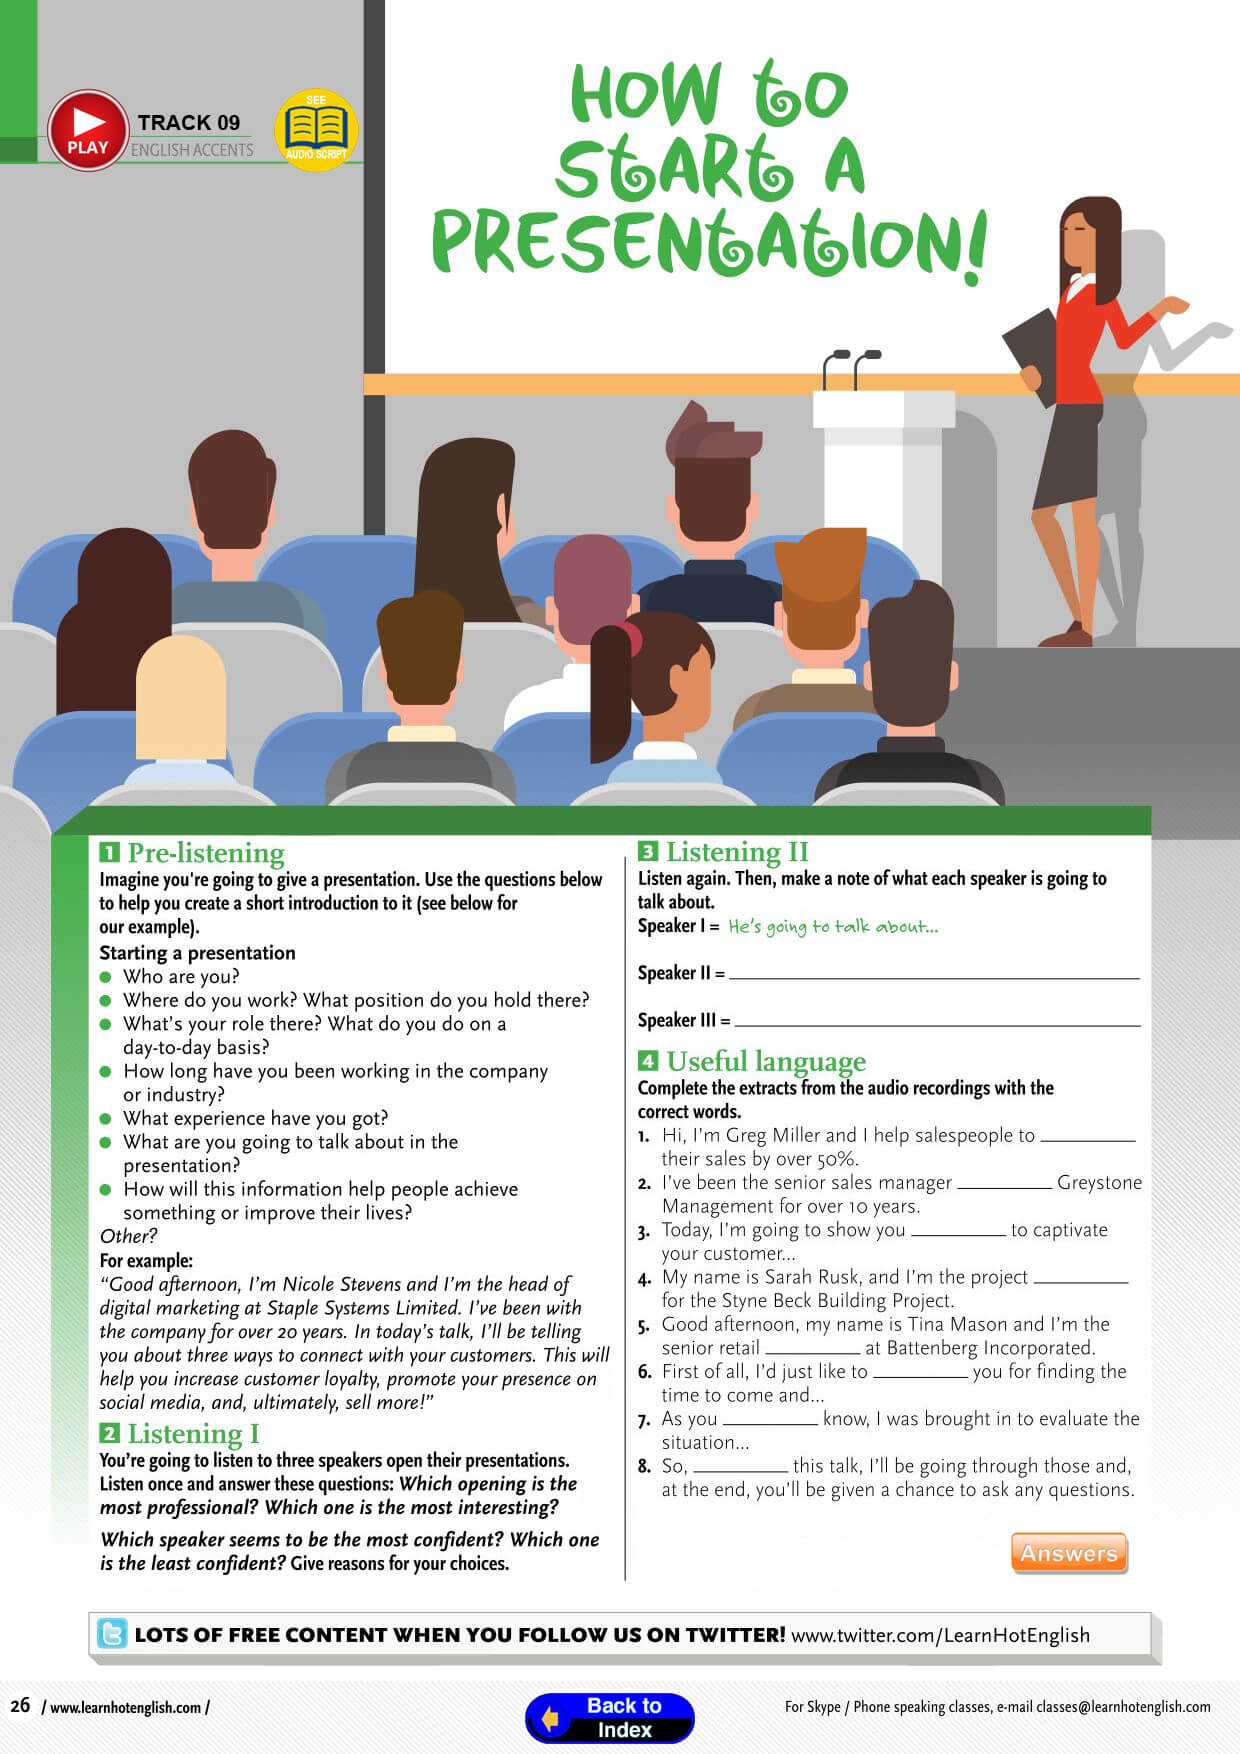 PLAY
TRACK 09
ENGLISH ACCENTS
SEE
AUDIO SCRIPT
HOW to
StARt A
PRESENtAtION!
1 Pre-listening
Imagine you're going to give a presentation. Use the questions below
to help you create a short introduction to it (see below for
our example).
Starting a presentation
● Who are you?
● Where do you work? What position do you hold there?
● What's your role there? What do you do on a
day-to-day basis?
● How long have you been working in the company
or industry?
● What experience have you got?
● What are you going to talk about in the
presentation?
● How will this information help people achieve
something or improve their lives?
Other?
For example:
“Good afternoon, I’m Nicole Stevens and I’m the head of
digital marketing at Staple Systems Limited. I’ve been with
the company for over 20 years. In today’s talk, I’ll be telling
you about three ways to connect with your customers. This will
help you increase customer loyalty, promote your presence on
social media, and, ultimately, sell more!”
2 Listening I
You’re going to listen to three speakers open their presentations.
Listen once and answer these questions: Which opening is the
most professional? Which one is the most interesting?
Which speaker seems to be the most confident? Which one
is the least confident? Give reasons for your choices.
3 Listening II
Listen again. Then, make a note of what each speaker is going to
talk about.
Speaker I = He’s going to talk about...
Speaker II = ____________
Speaker III = ____________
4 Useful language
Complete the extracts from the audio recordings with the
correct words.
1. Hi, I’m Greg Miller and I help salespeople to ________
their sales by over 50%.
2. I’ve been the senior sales manager ________ Greystone
Management for over 10 years.
3. Today, I’m going to show you ________ to captivate
your customer...
4. My name is Sarah Rusk, and I’m the project ________
for the Styne Beck Building Project.
5. Good afternoon, my name is Tina Mason and I’m the
senior retail ________ at Battenberg Incorporated.
6. First of all, I’d just like to ________ you for finding the
time to come and...
7. As you ________ know, I was brought in to evaluate the
situation...
8. So, ________ this talk, I’ll be going through those and,
at the end, you’ll be given a chance to ask any questions.
Answers
LOTS OF FREE CONTENT WHEN YOU FOLLOW US ON TWITTER! www.twitter.com/LearnHotEnglish
26 / www.learnhotenglish.com /
Back to
Index
For Skype / Phone speaking classes, e-mail classes@learnhotenglish.com